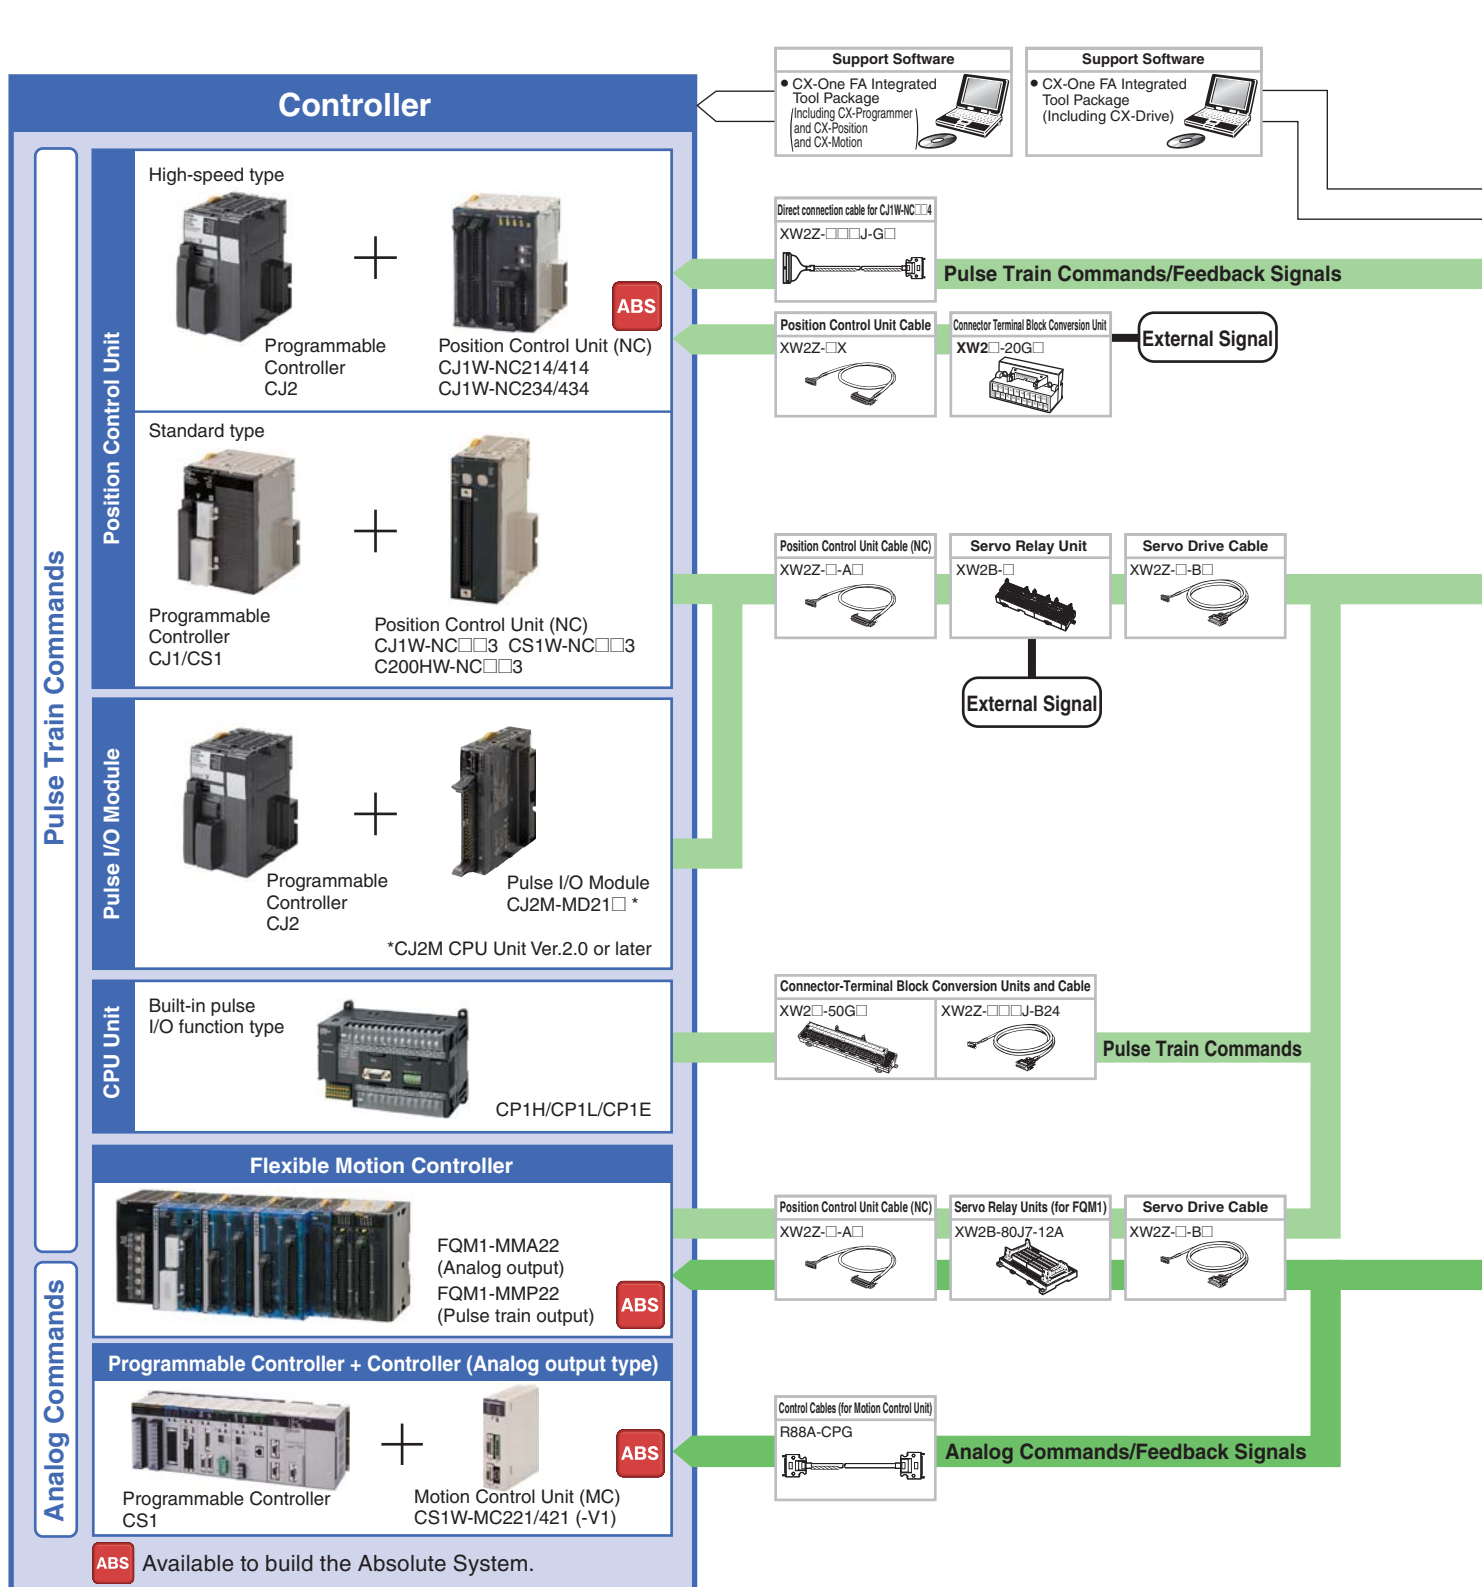 Support Software
● CX-One FA Integrated
Tool Package
(Including CX-Programmer
and CX-Position
and CX-Motion)
Support Software
● CX-One FA Integrated
Tool Package
(Including CX-Drive)
Controller
Pulse Train Commands
Analog Commands
Position Control Unit
High-speed type
Programmable
Controller
CJ2
Position Control Unit (NC)
CJ1W-NC214/414
CJ1W-NC234/434
ABS
Standard type
Programmable
Controller
CJ1/CS1
Position Control Unit (NC)
CJ1W-NC□□3 CS1W-NC□□3
C200HW-NC□□3
Pulse I/O Module
Programmable
Controller
CJ2
Pulse I/O Module
CJ2M-MD21□ *
*CJ2M CPU Unit Ver.2.0 or later
CPU Unit
Built-in pulse
I/O function type
CP1H/CP1L/CP1E
Flexible Motion Controller
FQM1-MMA22
(Analog output)
FQM1-MMP22
(Pulse train output)
ABS
Programmable Controller + Controller (Analog output type)
Programmable Controller
CS1
Motion Control Unit (MC)
CS1W-MC221/421 (-V1)
ABS
ABS Available to build the Absolute System.
Direct connection cable for CJ1W-NC□□4
XW2Z-□□□J-G□
Pulse Train Commands/Feedback Signals
Position Control Unit Cable
XW2Z-□X
Connector Terminal Block Conversion Unit
XW2□-20G□
External Signal
Position Control Unit Cable (NC)
XW2Z-□-A□
Servo Relay Unit
XW2B-□
Servo Drive Cable
XW2Z-□-B□
External Signal
Connector-Terminal Block Conversion Units and Cable
XW2□-50G□
XW2Z-□□□J-B24
Pulse Train Commands
Position Control Unit Cable (NC)
XW2Z-□-A□
Servo Relay Units (for FQM1)
XW2B-80J7-12A
Servo Drive Cable
XW2Z-□-B□
Control Cables (for Motion Control Unit)
R88A-CPG
Analog Commands/Feedback Signals